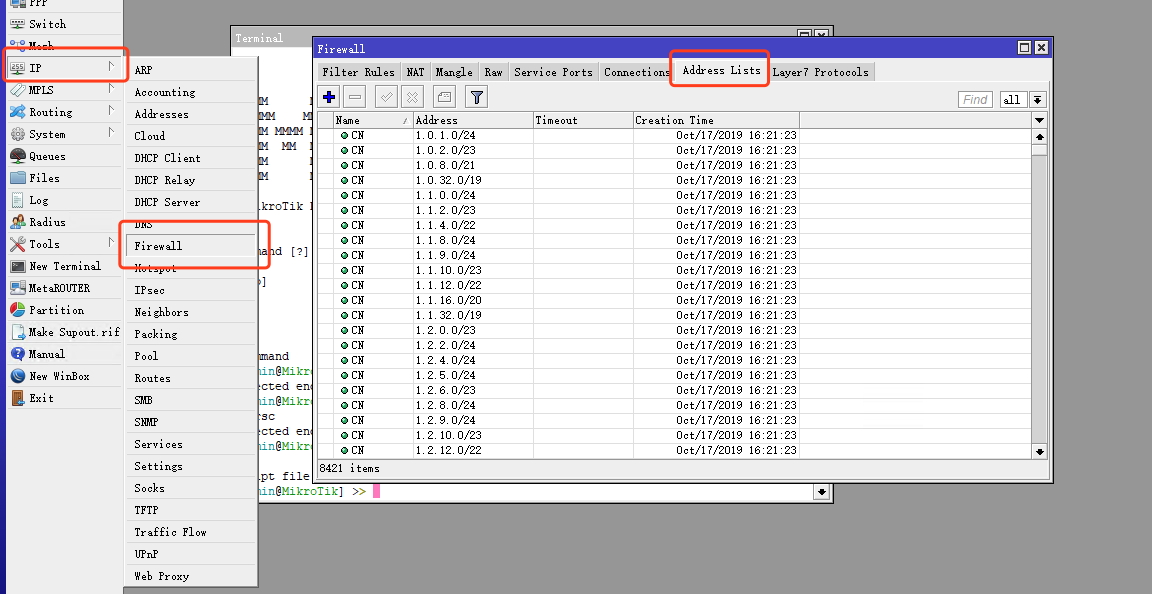 PPP
Switch
Mesh
IP
MPLS
Routing
System
Queues
Files
Log
Radius
Tools
New Terminal
MetaROUTER
Partition
Make Supout.rif
Manual
New WinBox
Exit
ARP
Accounting
Addresses
Cloud
DHCP Client
DHCP Relay
DHCP Server
DNS
Firewall
Hotspot
IPsec
Neighbors
Packing
Pool
Routes
SMB
SNMP
Services
Settings
Socks
TFTP
Traffic Flow
UPnP
Web Proxy
Terminal
MM M
MM MM
M MMMM M
M MM M
M M
M M
ikroTik
mand [?]
o]
mmand
min@Mikro
ected en
min@Mikr
rsc
ected en
min@Mikr
ipt file
min@MikroTik] >>
Firewall
Filter Rules NAT Mangle Raw Service Ports Connections Address Lists Layer7 Protocols
Find all
Name Address Timeout Creation Time
CN 1.0.1.0/24 Oct/17/2019 16:21:23
CN 1.0.2.0/23 Oct/17/2019 16:21:23
CN 1.0.8.0/21 Oct/17/2019 16:21:23
CN 1.0.32.0/19 Oct/17/2019 16:21:23
CN 1.1.0.0/24 Oct/17/2019 16:21:23
CN 1.1.2.0/23 Oct/17/2019 16:21:23
CN 1.1.4.0/22 Oct/17/2019 16:21:23
CN 1.1.8.0/24 Oct/17/2019 16:21:23
CN 1.1.9.0/24 Oct/17/2019 16:21:23
CN 1.1.10.0/23 Oct/17/2019 16:21:23
CN 1.1.12.0/22 Oct/17/2019 16:21:23
CN 1.1.16.0/20 Oct/17/2019 16:21:23
CN 1.1.32.0/19 Oct/17/2019 16:21:23
CN 1.2.0.0/23 Oct/17/2019 16:21:23
CN 1.2.2.0/24 Oct/17/2019 16:21:23
CN 1.2.4.0/24 Oct/17/2019 16:21:23
CN 1.2.5.0/24 Oct/17/2019 16:21:23
CN 1.2.6.0/23 Oct/17/2019 16:21:23
CN 1.2.8.0/24 Oct/17/2019 16:21:23
CN 1.2.9.0/24 Oct/17/2019 16:21:23
CN 1.2.10.0/23 Oct/17/2019 16:21:23
CN 1.2.12.0/22 Oct/17/2019 16:21:23
8421 items